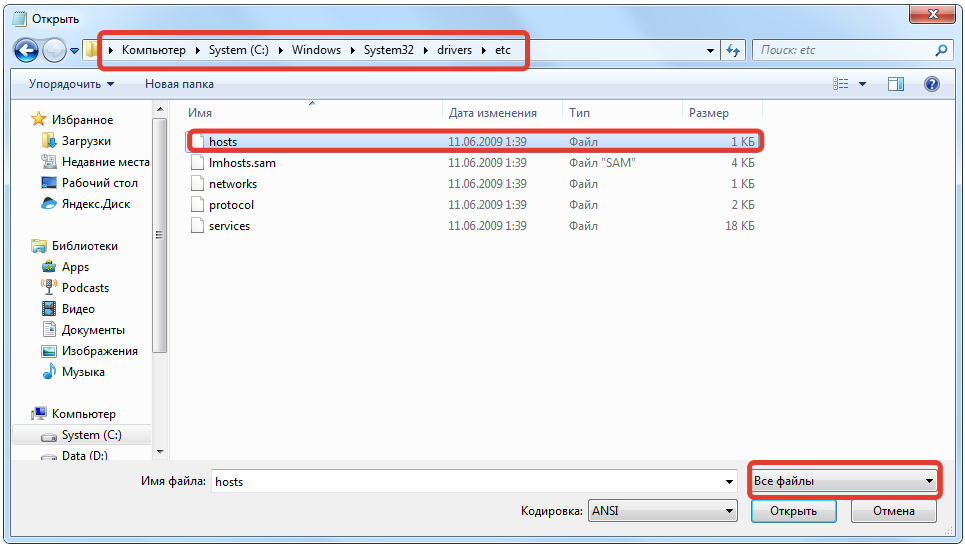 Открыть
Компьютер System (C:) Windows System32 drivers etc
Поиск: etc
Упорядочить Новая папка
Избранное
Загрузки
Недавние места
Рабочий стол
Яндекс.Диск
Библиотеки
Apps
Podcasts
Видео
Документы
Изображения
Музыка
Компьютер
System (C:)
Data (D:)
Имя Дата изменения Тип Размер
hosts 11.06.2009 1:39 Файл 1 КБ
lmhosts.sam 11.06.2009 1:39 Файл "SAM" 4 КБ
networks 11.06.2009 1:39 Файл 1 КБ
protocol 11.06.2009 1:39 Файл 2 КБ
services 11.06.2009 1:39 Файл 18 КБ
Имя файла: hosts Все файлы
Кодировка: ANSI Открыть Отмена